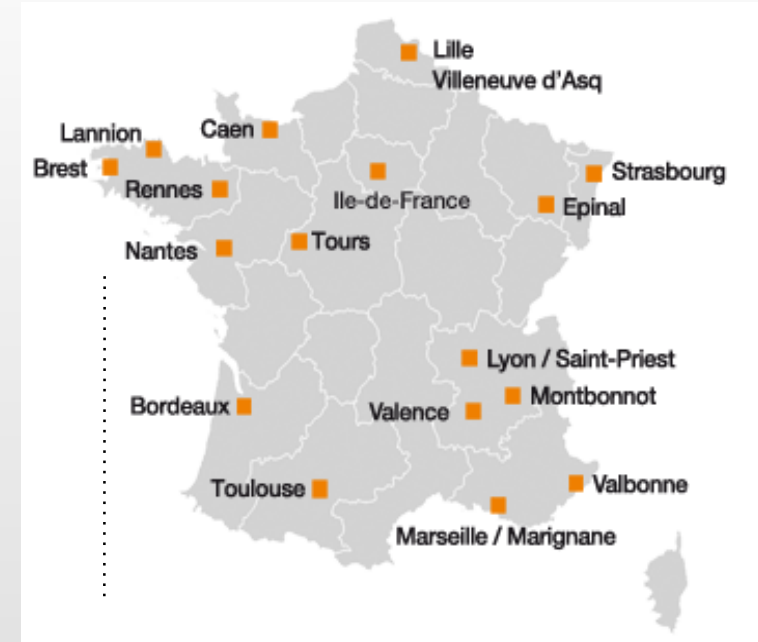 Lille
Villeneuve d'Asq
Caen
Lannion
Brest
Rennes
Ile-de-France
Strasbourg
Epinal
Nantes
Tours
Lyon / Saint-Priest
Montbonnot
Bordeaux
Valence
Toulouse
Valbonne
Marseille / Marignane